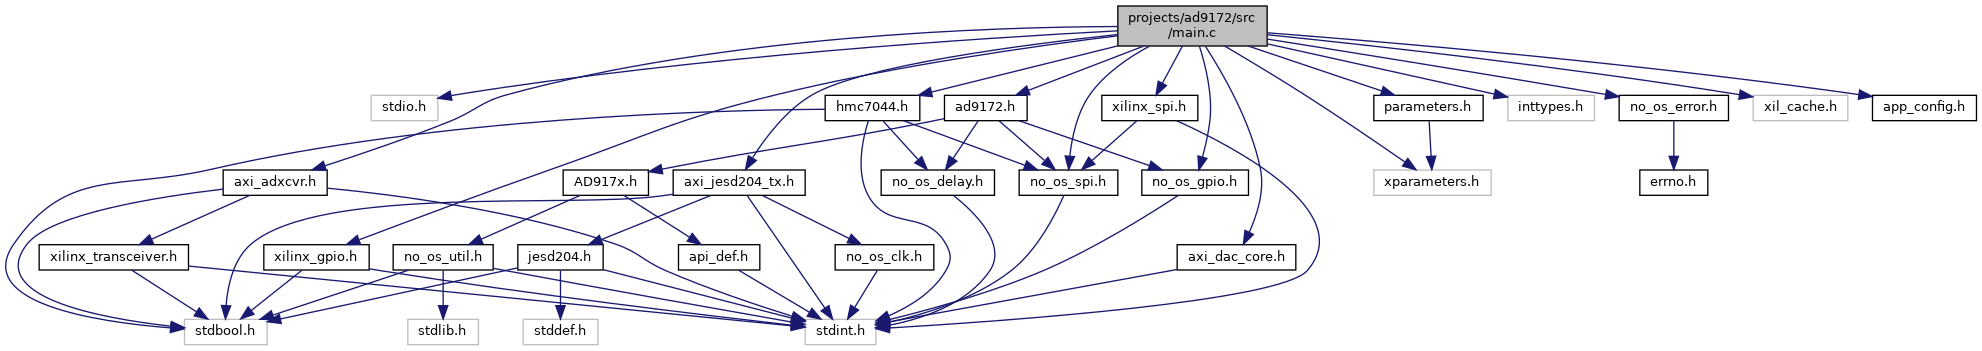 projects/ad9172/src
/main.c
stdio.h
hmc7044.h
ad9172.h
xilinx_spi.h
parameters.h
inttypes.h
no_os_error.h
xil_cache.h
app_config.h
axi_adxcvr.h
AD917x.h
axi_jesd204_tx.h
no_os_delay.h
no_os_spi.h
no_os_gpio.h
xparameters.h
errno.h
xilinx_transceiver.h
xilinx_gpio.h
no_os_util.h
jesd204.h
api_def.h
no_os_clk.h
axi_dac_core.h
stdbool.h
stdlib.h
stddef.h
stdint.h